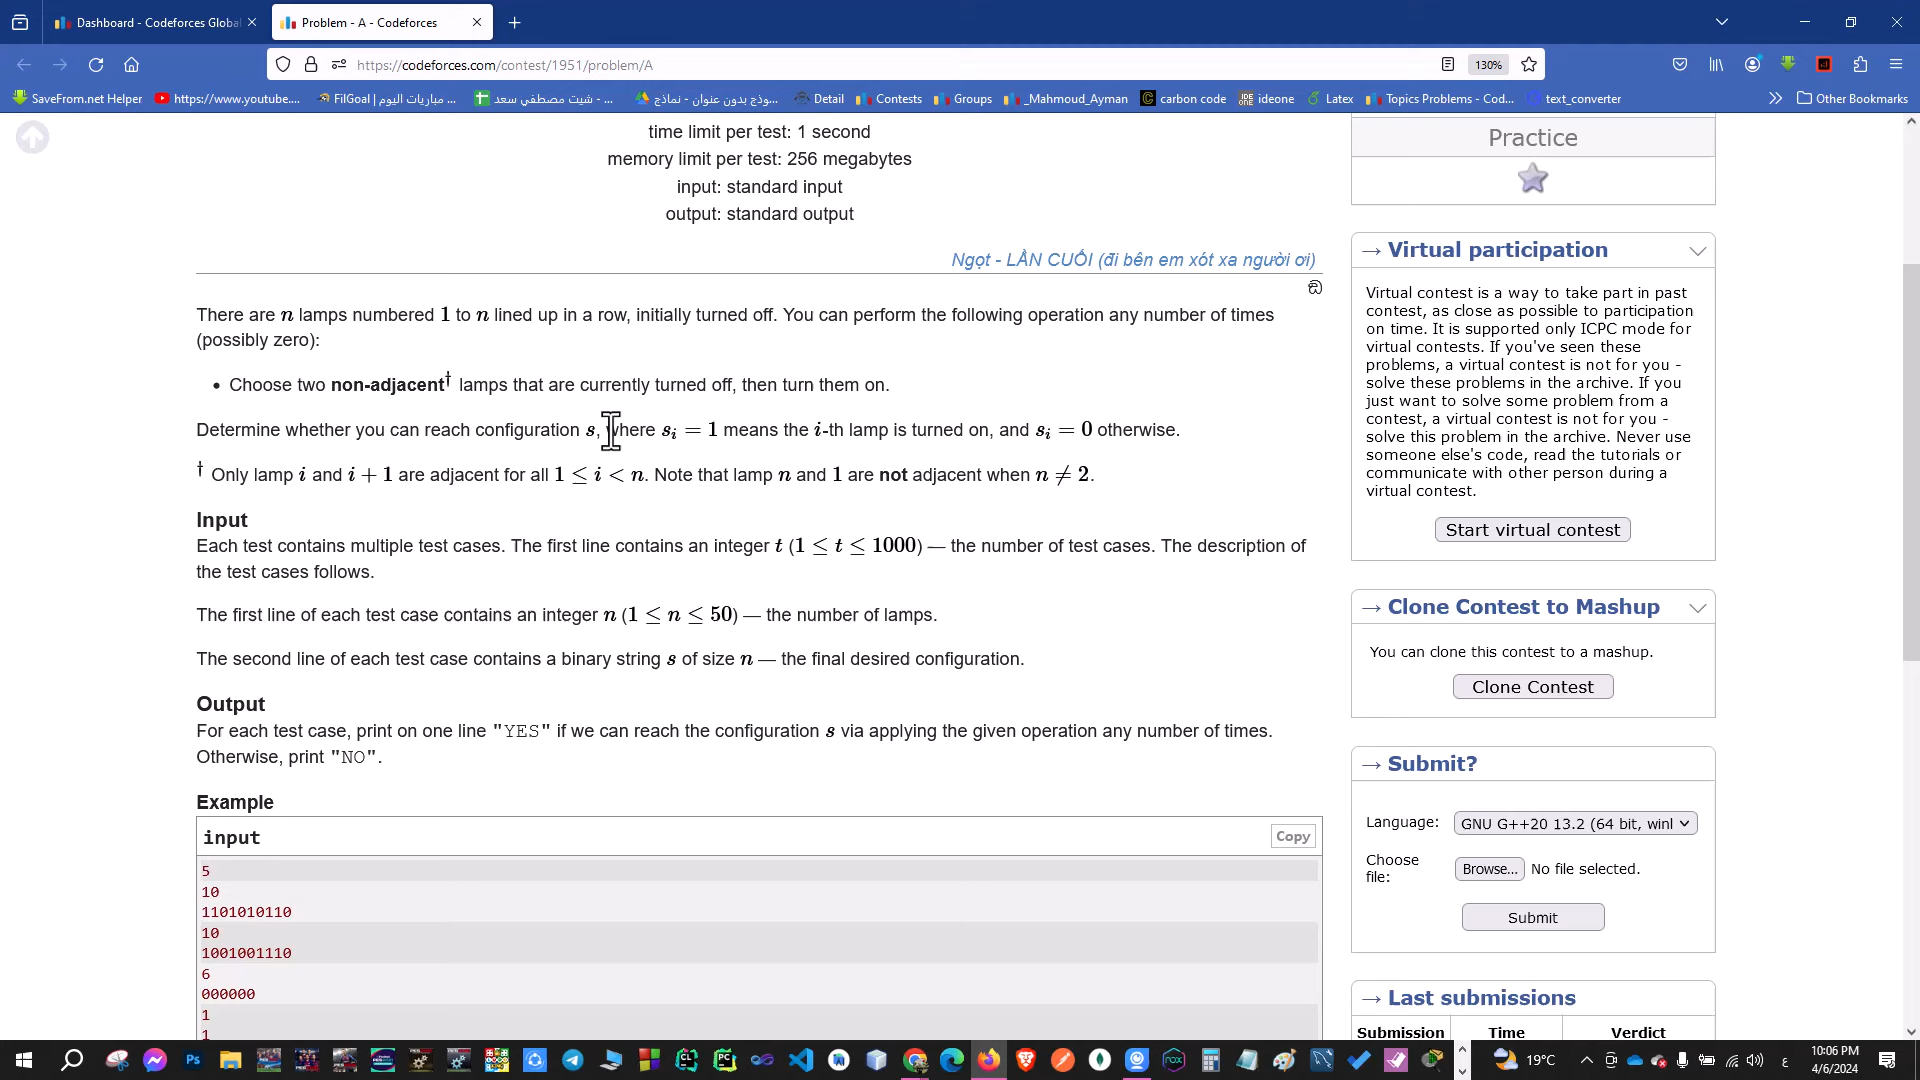 Dashboard - Codeforces Global
Problem - A - Codeforces
https://codeforces.com/contest/1951/problem/A
130%
SaveFrom.net Helper
https://www.youtube....
FilGoal | مباريات اليوم ...
شيت مصطفي سعد - ...
نموذج بدون عنوان - نماذج...
Detail
Contests
Groups
_Mahmoud_Ayman
carbon code
ideone
Latex
Topics Problems - Cod...
text_converter
Other Bookmarks
time limit per test: 1 second
memory limit per test: 256 megabytes
input: standard input
output: standard output
Ngọt - LẦN CUỐI (đi bên em xót xa người ơi)
There are n lamps numbered 1 to n lined up in a row, initially turned off. You can perform the following operation any number of times
(possibly zero):
• Choose two non-adjacent† lamps that are currently turned off, then turn them on.
Determine whether you can reach configuration s, where s_i = 1 means the i-th lamp is turned on, and s_i = 0 otherwise.
† Only lamp i and i + 1 are adjacent for all 1 ≤ i < n. Note that lamp n and 1 are not adjacent when n ≠ 2.
Input
Each test contains multiple test cases. The first line contains an integer t (1 ≤ t ≤ 1000) — the number of test cases. The description of
the test cases follows.
The first line of each test case contains an integer n (1 ≤ n ≤ 50) — the number of lamps.
The second line of each test case contains a binary string s of size n — the final desired configuration.
Output
For each test case, print on one line "YES" if we can reach the configuration s via applying the given operation any number of times.
Otherwise, print "NO".
Example
input
Copy
5
10
1101010110
10
1001001110
6
000000
1
1
Practice
→ Virtual participation
Virtual contest is a way to take part in past
contest, as close as possible to participation
on time. It is supported only ICPC mode for
virtual contests. If you've seen these
problems, a virtual contest is not for you -
solve these problems in the archive. If you
just want to solve some problem from a
contest, a virtual contest is not for you -
solve this problem in the archive. Never use
someone else's code, read the tutorials or
communicate with other person during a
virtual contest.
Start virtual contest
→ Clone Contest to Mashup
You can clone this contest to a mashup.
Clone Contest
→ Submit?
Language:
GNU G++20 13.2 (64 bit, winl
Choose
file:
Browse...
No file selected.
Submit
→ Last submissions
Submission
Time
Verdict
19°C
ع
10:06 PM
4/6/2024